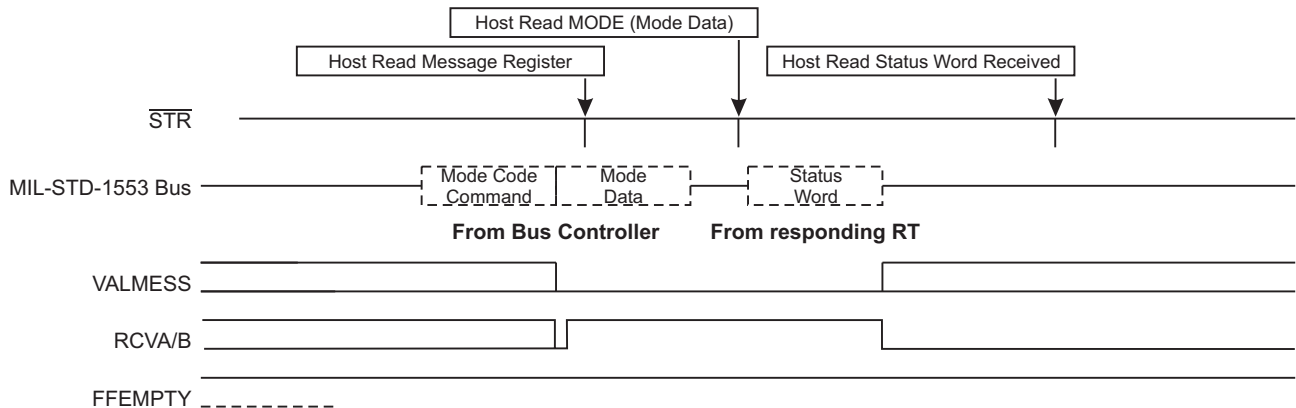 Host Read MODE (Mode Data)
Host Read Message Register
Host Read Status Word Received
STR
MIL-STD-1553 Bus
Mode Code
Command
Mode
Data
Status
Word
From Bus Controller
From responding RT
VALMESS
RCVA/B
FFEMPTY